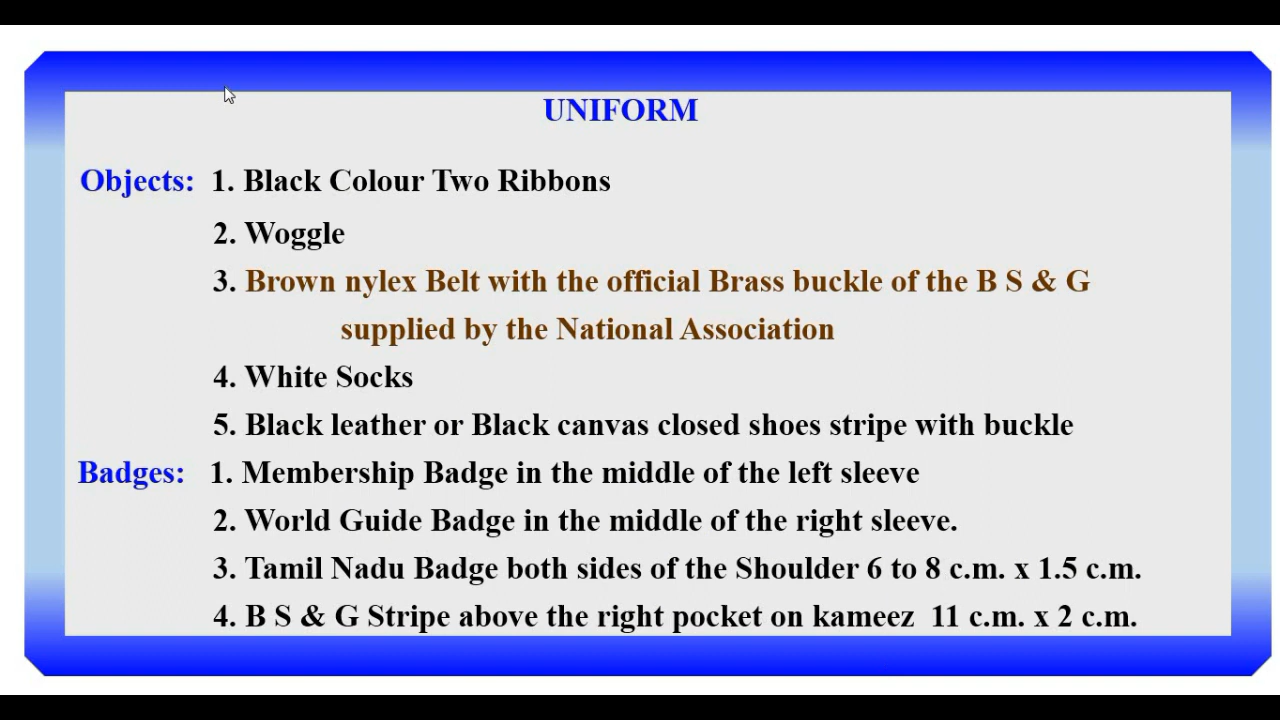 UNIFORM
Objects: 1. Black Colour Two Ribbons
2. Woggle
3. Brown nylex Belt with the official Brass buckle of the B S & G
supplied by the National Association
4. White Socks
5. Black leather or Black canvas closed shoes stripe with buckle
Badges: 1. Membership Badge in the middle of the left sleeve
2. World Guide Badge in the middle of the right sleeve.
3. Tamil Nadu Badge both sides of the Shoulder 6 to 8 c.m. x 1.5 c.m.
4. B S & G Stripe above the right pocket on kameez 11 c.m. x 2 c.m.